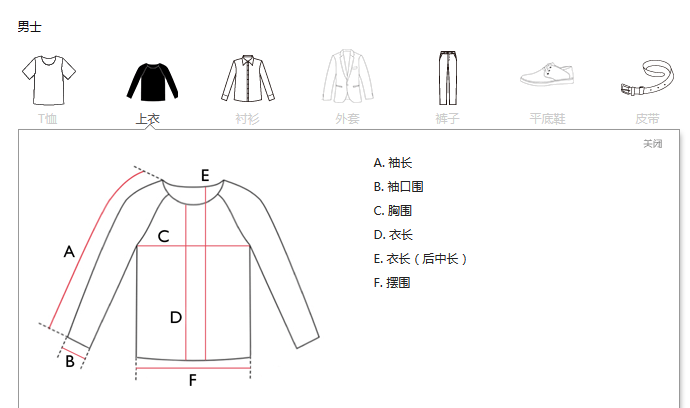 男士
T恤 上衣 衬衫 外套 裤子 平底鞋 皮带
关闭
A. 袖长
B. 袖口围
C. 胸围
D. 衣长
E. 衣长（后中长）
F. 摆围
E
C
A
D
B
F